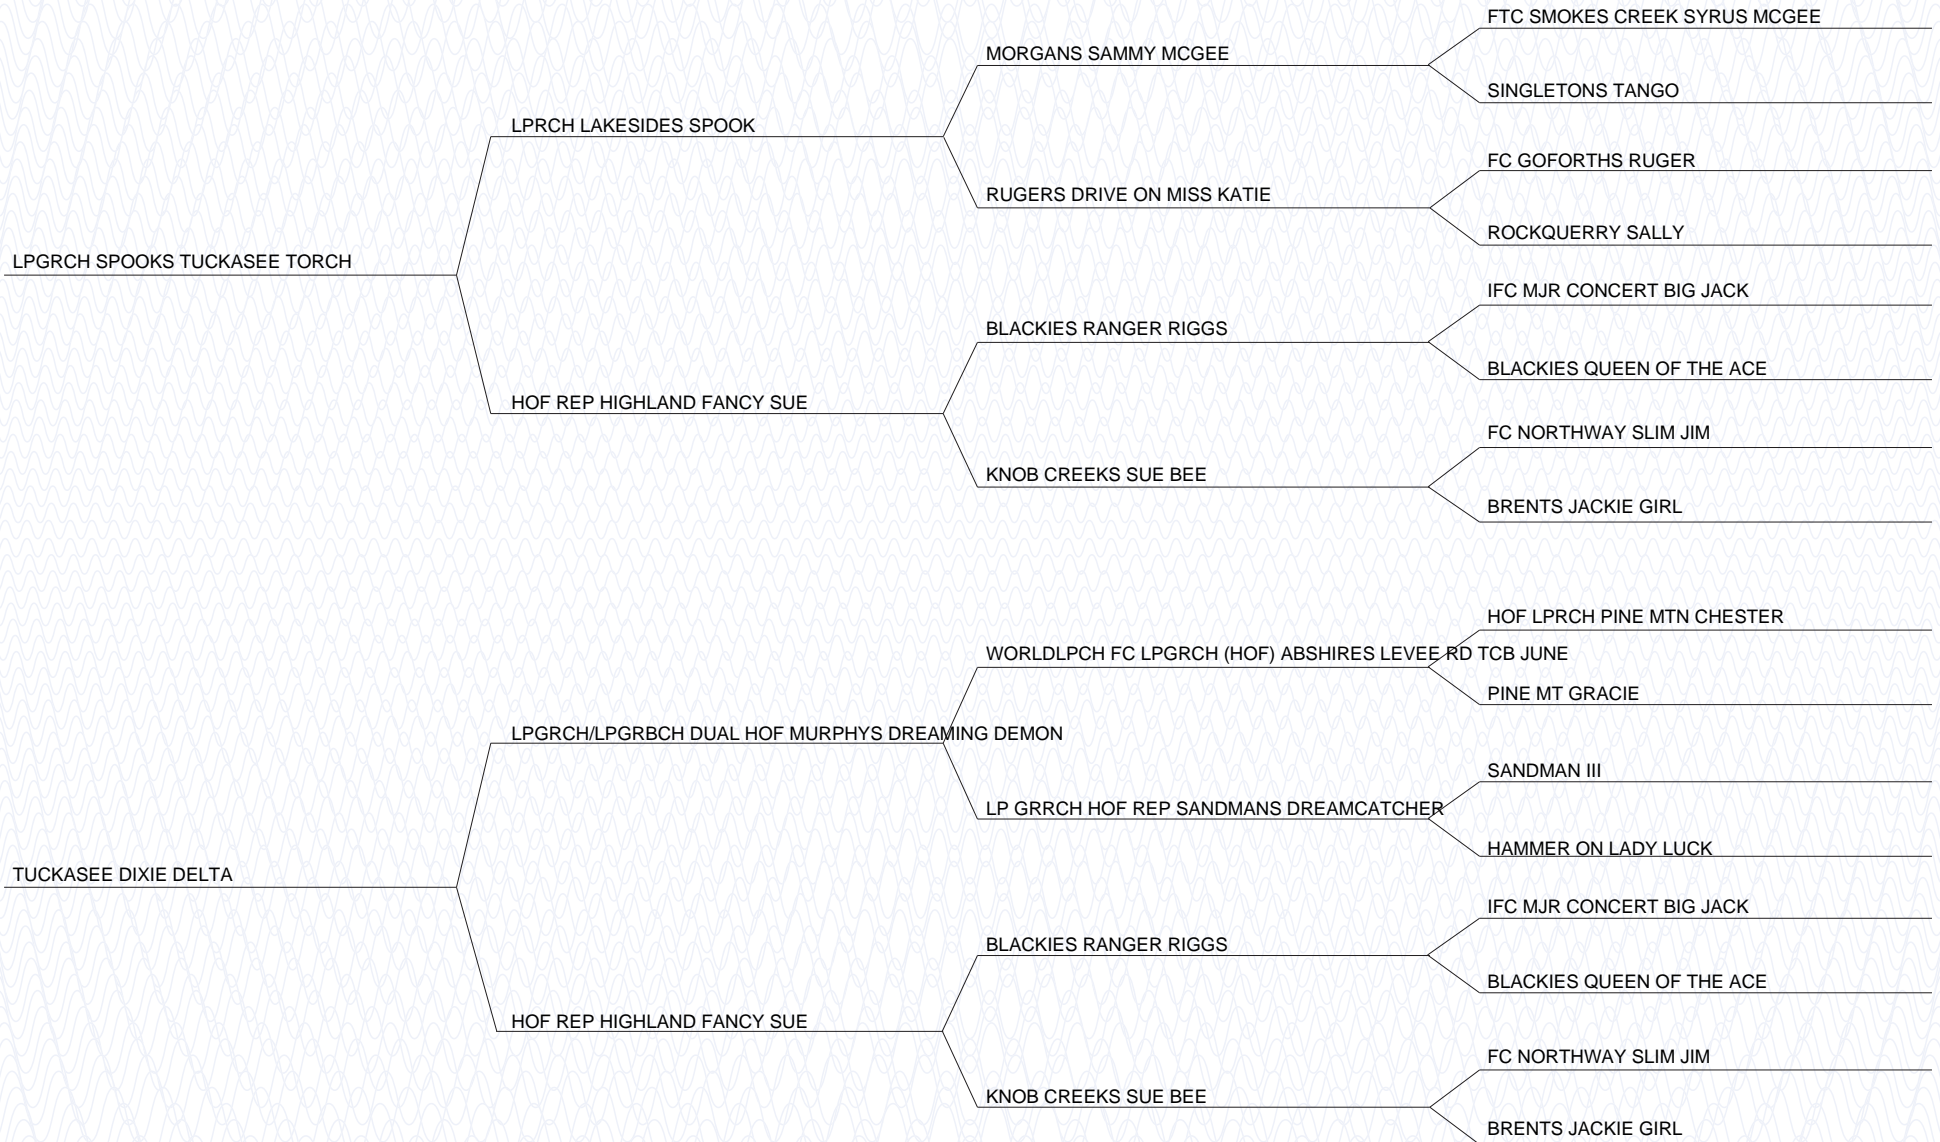 FTC SMOKES CREEK SYRUS MCGEE
MORGANS SAMMY MCGEE
SINGLETONS TANGO
LPRCH LAKESIDES SPOOK
FC GOFORTHS RUGER
RUGERS DRIVE ON MISS KATIE
ROCKQUERRY SALLY
LPGRCH SPOOKS TUCKASEE TORCH
IFC MJR CONCERT BIG JACK
BLACKIES RANGER RIGGS
BLACKIES QUEEN OF THE ACE
HOF REP HIGHLAND FANCY SUE
FC NORTHWAY SLIM JIM
KNOB CREEKS SUE BEE
BRENTS JACKIE GIRL
HOF LPRCH PINE MTN CHESTER
WORLDLPCH FC LPGRCH (HOF) ABSHIRES LEVEE RD TCB JUNE
PINE MT GRACIE
LPGRCH/LPGRBCH DUAL HOF MURPHYS DREAMING DEMON
SANDMAN III
LP GRRCH HOF REP SANDMANS DREAMCATCHER
HAMMER ON LADY LUCK
TUCKASEE DIXIE DELTA
IFC MJR CONCERT BIG JACK
BLACKIES RANGER RIGGS
BLACKIES QUEEN OF THE ACE
HOF REP HIGHLAND FANCY SUE
FC NORTHWAY SLIM JIM
KNOB CREEKS SUE BEE
BRENTS JACKIE GIRL